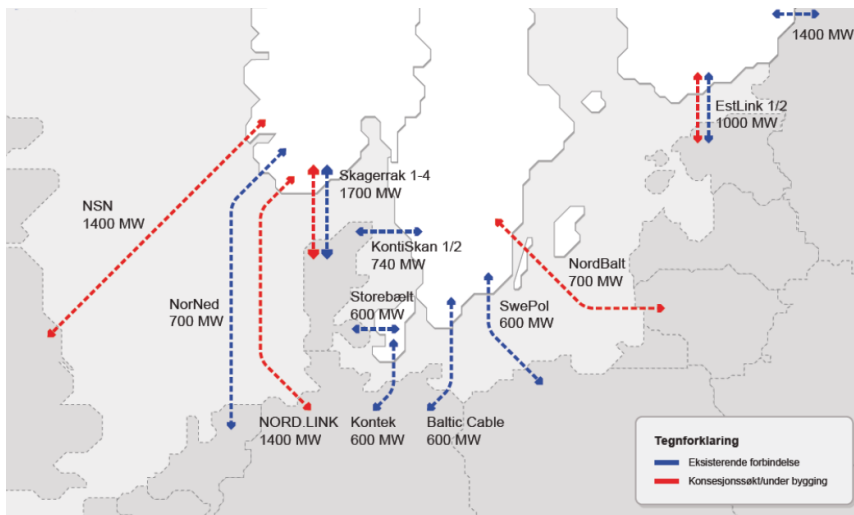 1400 MW
EstLink 1/2
1000 MW
Skagerrak 1-4
1700 MW
NSN
1400 MW
KontiSkan 1/2
740 MW
NordBalt
700 MW
Storebælt
600 MW
NorNed
700 MW
SwePol
600 MW
NORD.LINK
1400 MW
Kontek
600 MW
Baltic Cable
600 MW
Tegnforklaring
Eksisterende forbindelse
Konsesjonssøkt/under bygging